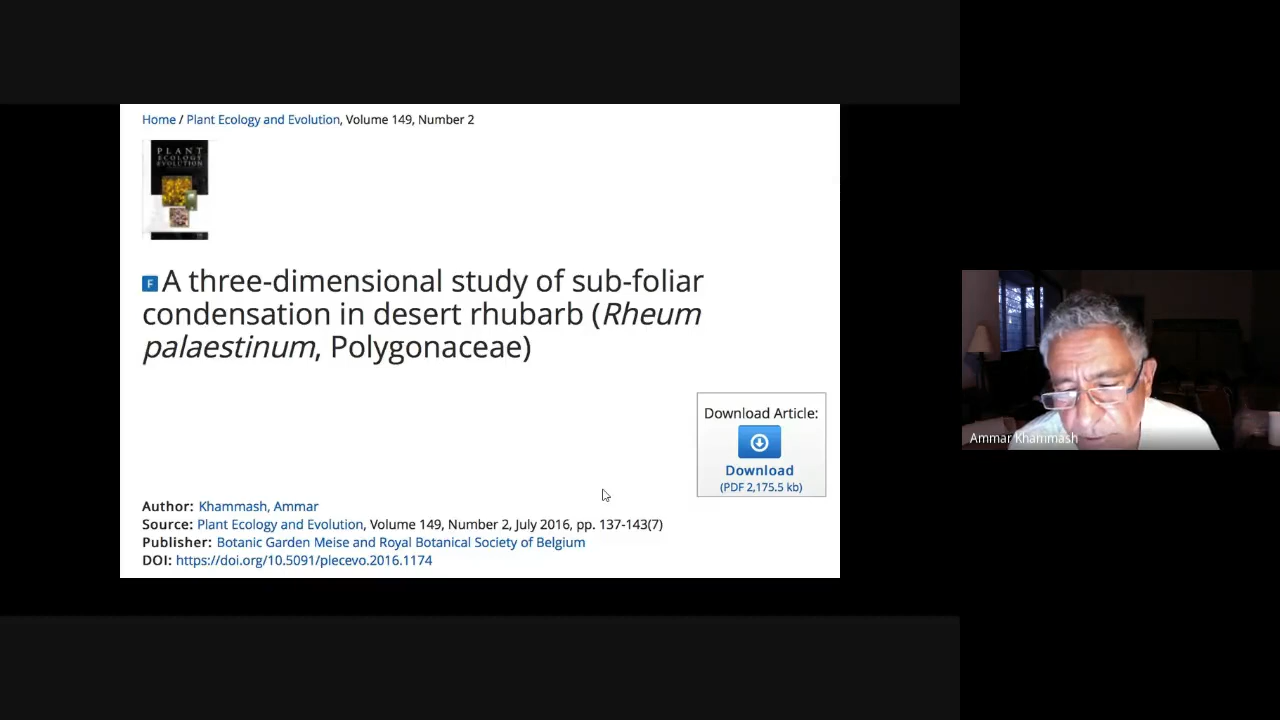 Home / Plant Ecology and Evolution, Volume 149, Number 2
PLANT
ECOLOGY
EVOLUTION
F A three-dimensional study of sub-foliar
condensation in desert rhubarb (Rheum
palaestinum, Polygonaceae)
Download Article:
Download
(PDF 2,175.5 kb)
Author: Khammash, Ammar
Source: Plant Ecology and Evolution, Volume 149, Number 2, July 2016, pp. 137-143(7)
Publisher: Botanic Garden Meise and Royal Botanical Society of Belgium
DOI: https://doi.org/10.5091/plecevo.2016.1174
Ammar Khammash